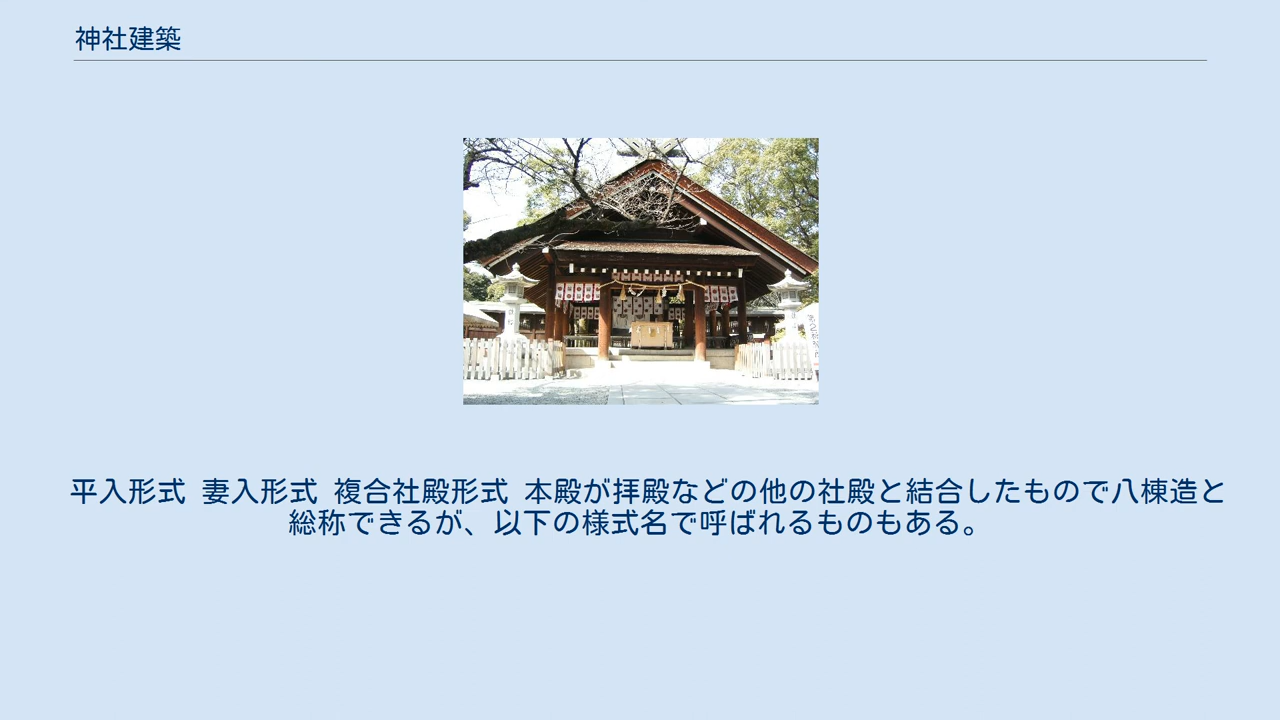 神社建築
平入形式 妻入形式 複合社殿形式 本殿が拝殿などの他の社殿と結合したもので八棟造と
総称できるが、以下の様式名で呼ばれるものもある。